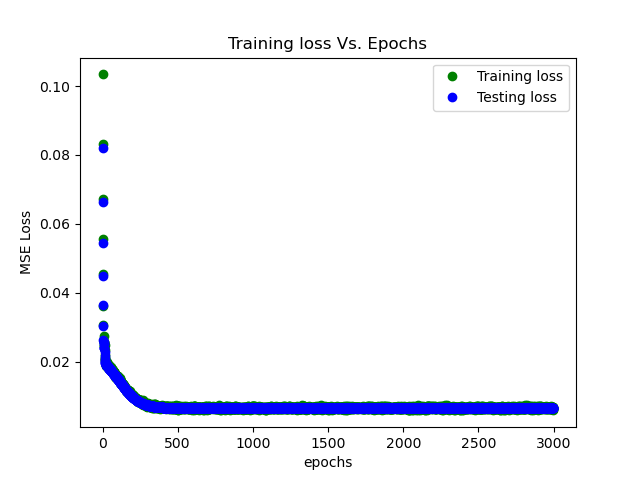 Training loss Vs. Epochs
Training loss
Testing loss
0.10
0.08
0.06
0.04
0.02
MSE Loss
0 500 1000 1500 2000 2500 3000
epochs